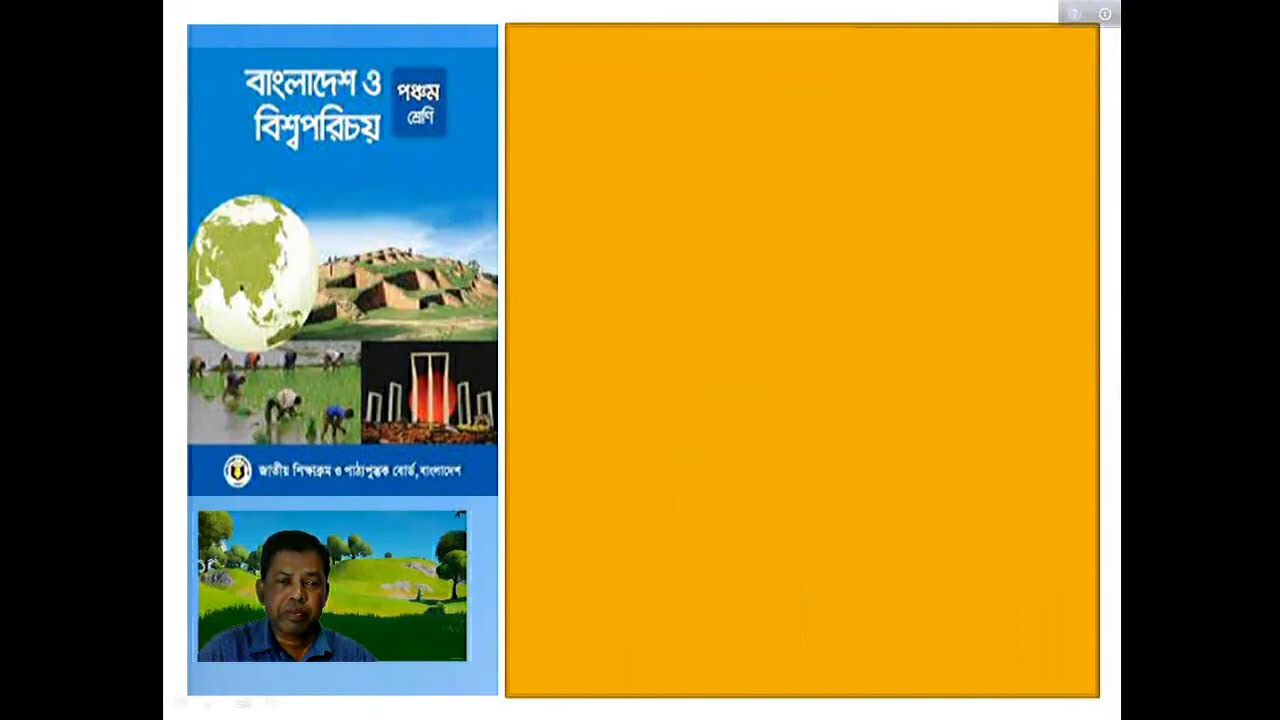 বাংলাদেশ ও
বিশ্বপরিচয়
পঞ্চম
শ্রেণি
জাতীয় শিক্ষাক্রম ও পাঠ্যপুস্তক বোর্ড, বাংলাদেশ